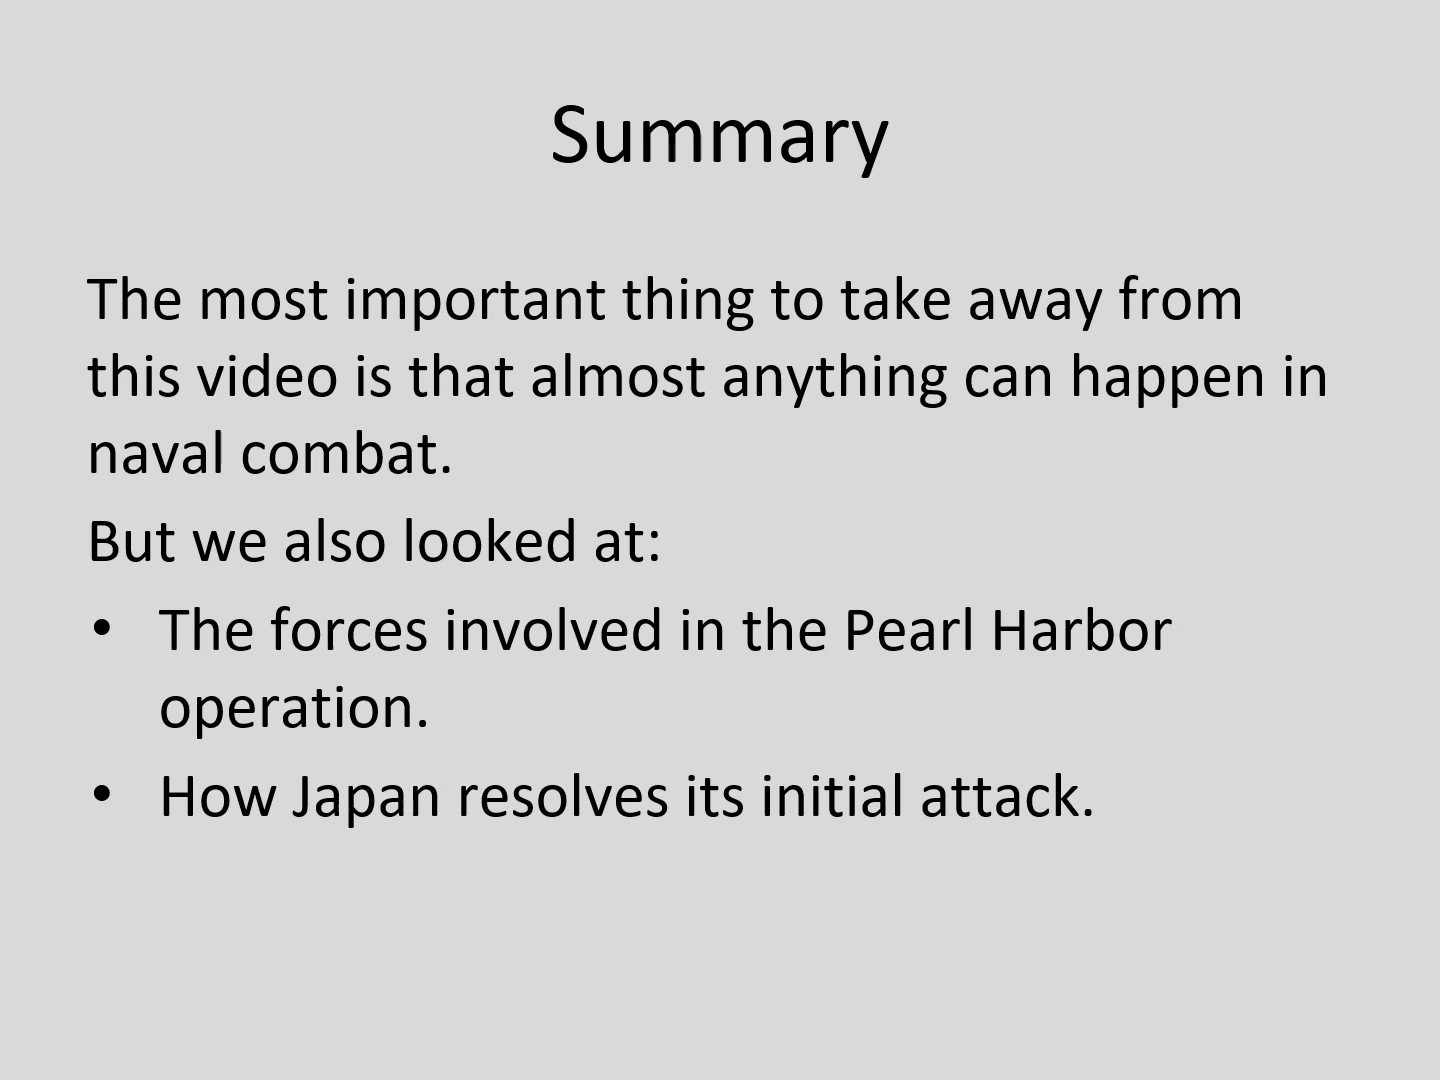 Summary
The most important thing to take away from
this video is that almost anything can happen in
naval combat.
But we also looked at:
• The forces involved in the Pearl Harbor
operation.
• How Japan resolves its initial attack.